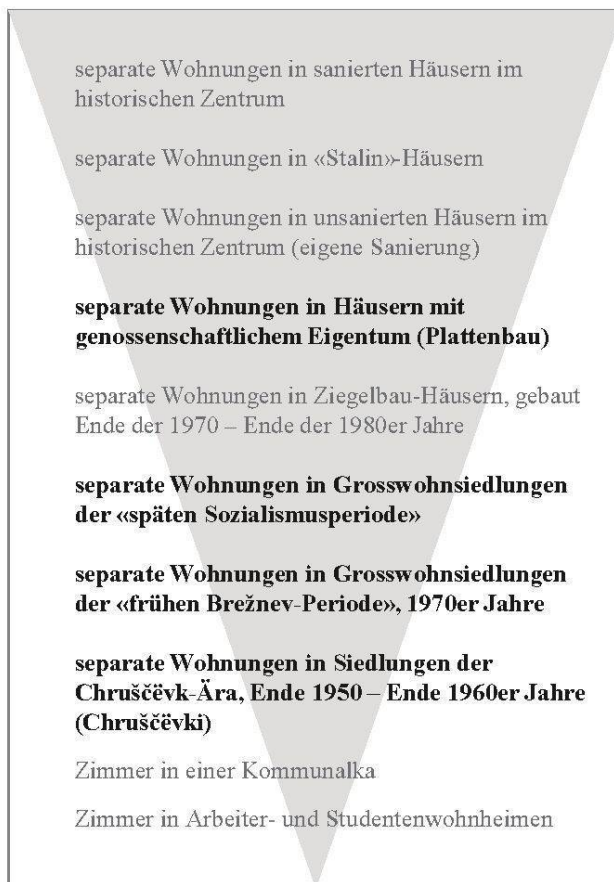 separate Wohnungen in sanierten Häusern im
historischen Zentrum
separate Wohnungen in «Stalin»-Häusern
separate Wohnungen in unsanierten Häusern im
historischen Zentrum (eigene Sanierung)
separate Wohnungen in Häusern mit
genossenschaftlichem Eigentum (Plattenbau)
separate Wohnungen in Ziegelbau-Häusern, gebaut
Ende der 1970 – Ende der 1980er Jahre
separate Wohnungen in Grosswohnsiedlungen
der «späten Sozialismusperiode»
separate Wohnungen in Grosswohnsiedlungen
der «frühen Brežnev-Periode», 1970er Jahre
separate Wohnungen in Siedlungen der
Chruščëvk-Ära, Ende 1950 – Ende 1960er Jahre
(Chruščëvki)
Zimmer in einer Kommunalka
Zimmer in Arbeiter- und Studentenwohnheimen